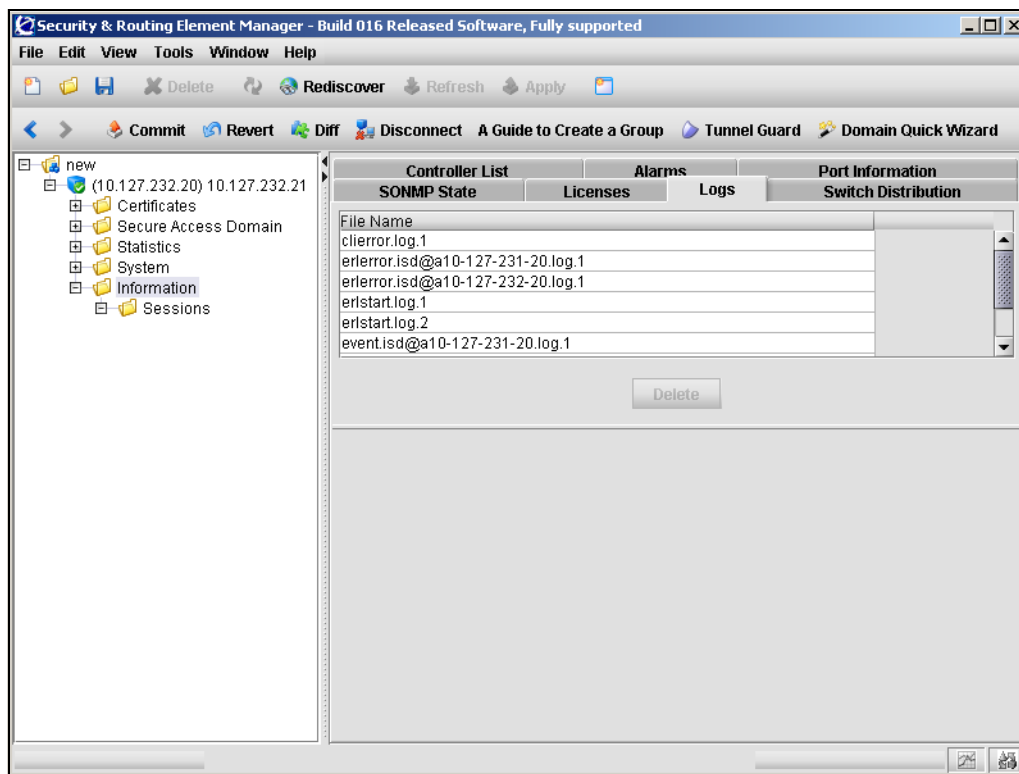 Security & Routing Element Manager - Build 016 Released Software, Fully supported
File Edit View Tools Window Help
Delete Rediscover Refresh Apply
Commit Revert Diff Disconnect A Guide to Create a Group Tunnel Guard Domain Quick Wizard
new
(10.127.232.20) 10.127.232.21
Certificates
Secure Access Domain
Statistics
System
Information
Sessions
Controller List Alarms Port Information
SONMP State Licenses Logs Switch Distribution
File Name
clierror.log.1
erlerror.isd@a10-127-231-20.log.1
erlerror.isd@a10-127-232-20.log.1
erlstart.log.1
erlstart.log.2
event.isd@a10-127-231-20.log.1
Delete